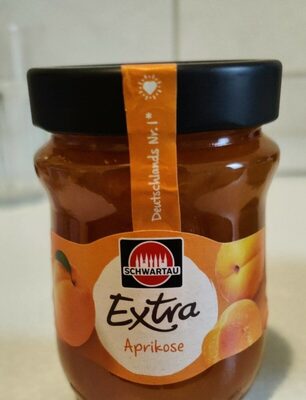 Deutschlands Nr. 1*
SCHWARTAU
Extra
Aprikose